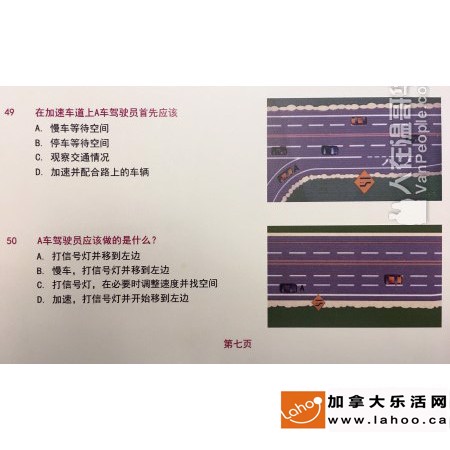 49 在加速车道上A车驾驶员首先应该
A. 慢车等待空间
B. 停车等待空间
C. 观察交通情况
D. 加速并配合路上的车辆
人在温哥华
VanPeople.com
50 A车驾驶员应该做的是什么?
A. 打信号灯并移到左边
B. 慢车，打信号灯并移到左边
C. 打信号灯，在必要时调整速度并找空间
D. 加速，打信号灯并开始移到左边
A
第七页
Lahoo
加拿大乐活网
www.lahoo.ca